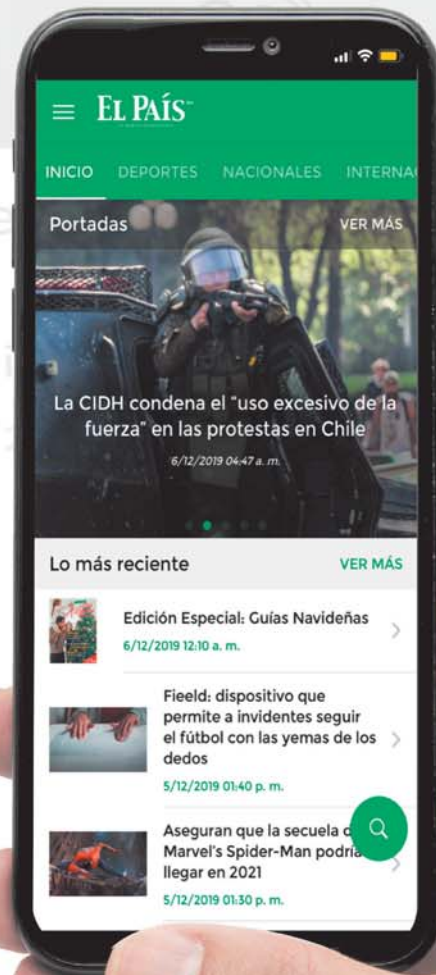 EL PAÍS
INICIO DEPORTES NACIONALES INTERNA
Portadas VER MÁS
La CIDH condena el "uso excesivo de la
fuerza" en las protestas en Chile
6/12/2019 04:47 a. m.
Lo más reciente VER MÁS
Edición Especial: Guías Navideñas
6/12/2019 12:10 a. m.
Fieeld: dispositivo que
permite a invidentes seguir
el fútbol con las yemas de los
dedos
5/12/2019 01:40 p. m.
Aseguran que la secuela
Marvel's Spider-Man podría
llegar en 2021
5/12/2019 01:30 p. m.